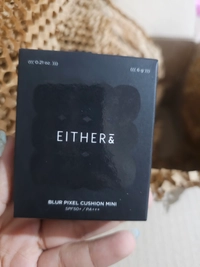 EITHER&
BLUR PIXEL CUSHION MINI
SPF50+ / PA+++